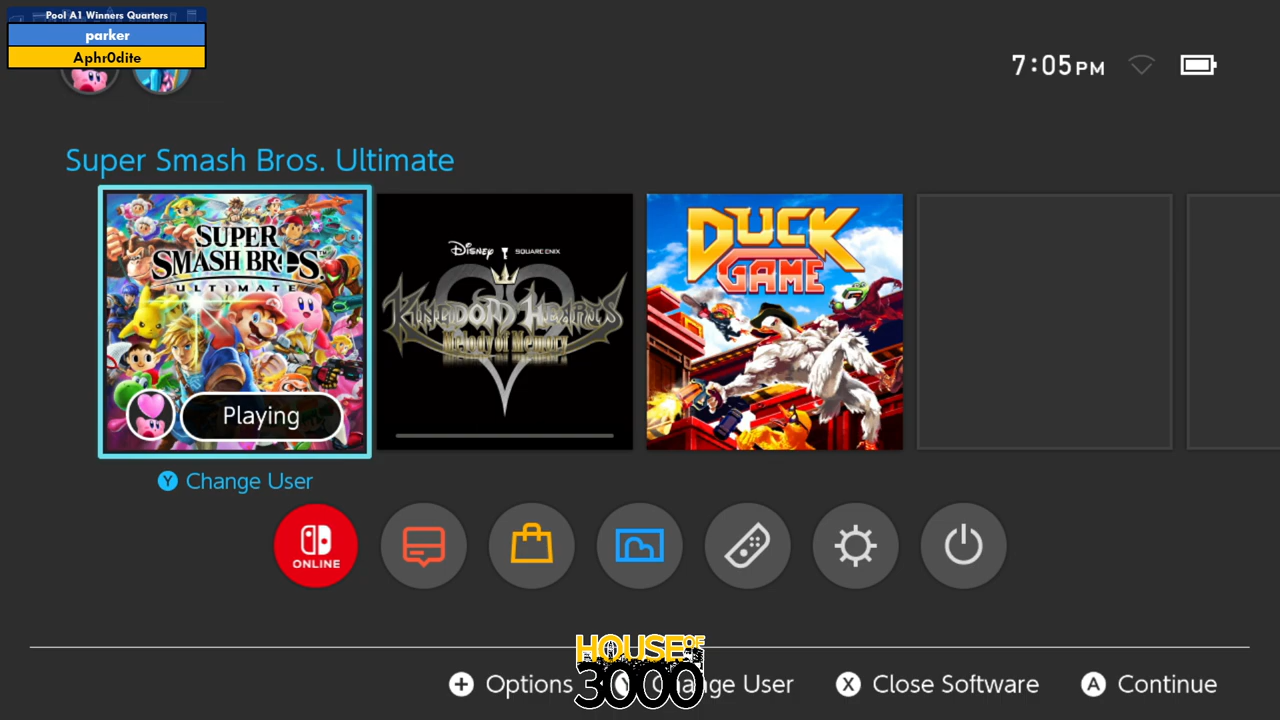 Pool A1 Winners Quarters
parker
Aphr0dite
7:05PM
Super Smash Bros. Ultimate
SUPER
SMASH BROS.
ULTIMATE
Playing
Disney SQUARE ENIX
KINGDOM HEARTS
Melody of Memory
DUCK
GAME
Y Change User
ONLINE
HOUSE OF
3000
+ Options
Change User
X Close Software
A Continue